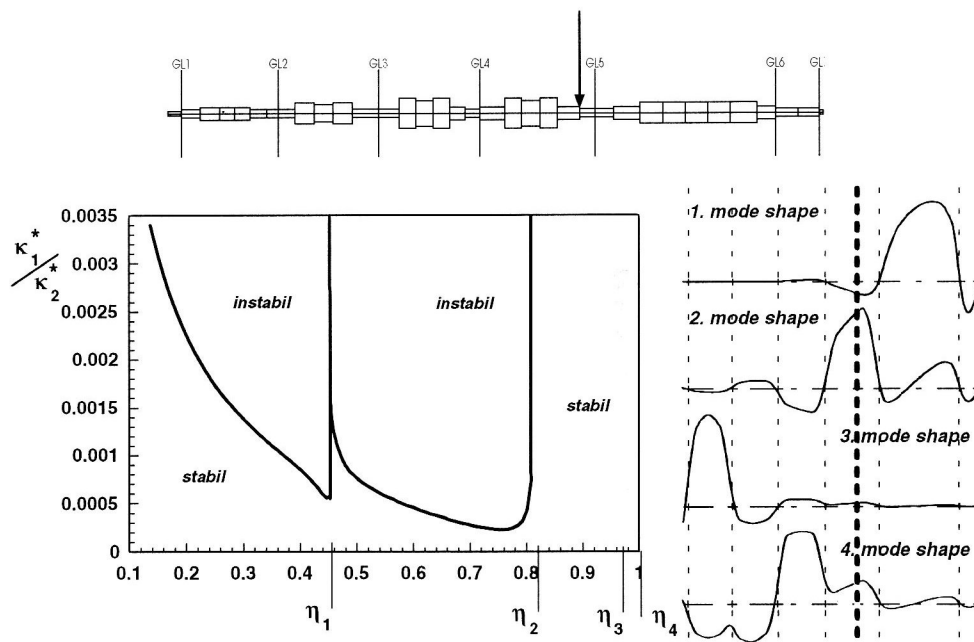 GL1 GL2 GL3 GL4 GL5 GL6 GL
κ*1/κ*2
0.0035
0.003
0.0025
0.002
0.0015
0.001
0.0005
0
instabil
instabil
stabil
stabil
0.1 0.2 0.3 0.4 0.5 0.6 0.7 0.8 0.9 1
η1 η2 η3 η4
1. mode shape
2. mode shape
3. mode shape
4. mode shape